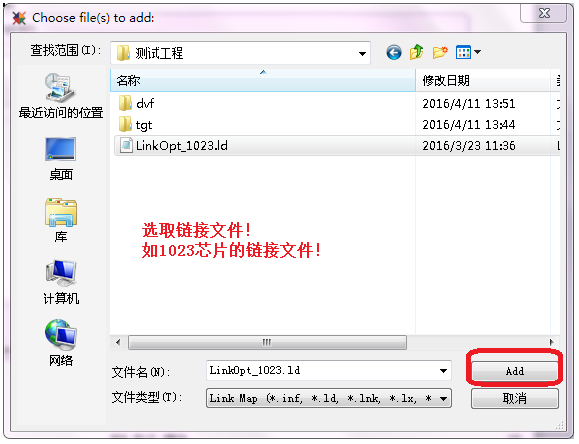 Choose file(s) to add:
查找范围(I):
测试工程
最近访问的位置
桌面
库
计算机
网络
名称
修改日期
dvf
2016/4/11 13:51
tgt
2016/4/11 13:44
LinkOpt_1023.ld
2016/3/23 11:36
选取链接文件!
如1023芯片的链接文件!
文件名(N):
LinkOpt_1023.ld
Add
文件类型(T):
Link Map (*.inf, *.ld, *.lnk, *.lx, *
取消